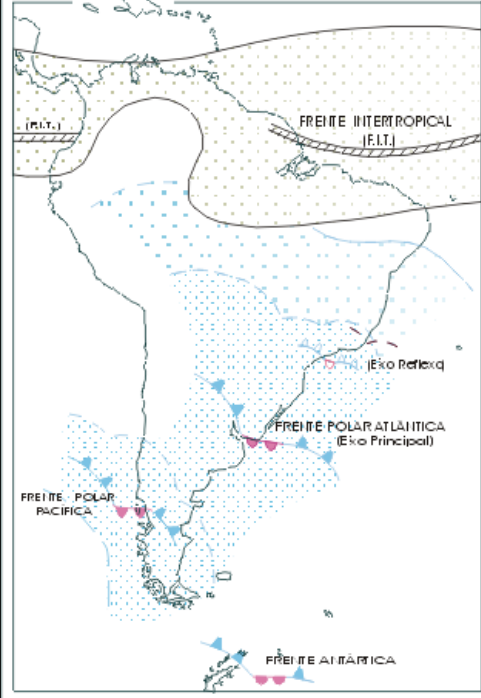 FRENTE INTERTROPICAL
(F.I.T.)
(F.I.T.)
(Eixo Reflexo)
FRENTE POLAR ATLÂNTICA
(Eixo Principal)
FRENTE POLAR
PACÍFICA
FRENTE ANTÁRTICA